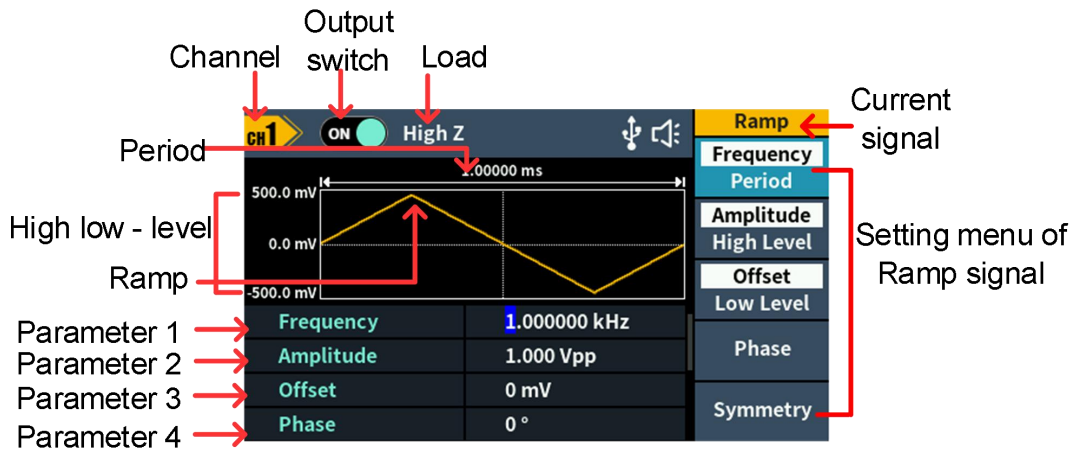 Output
switch
Channel
Load
Current
signal
CH1
ON
High Z
Ramp
Period
1.00000 ms
Frequency
Period
500.0 mV
High low - level
0.0 mV
Amplitude
High Level
Setting menu of
Ramp signal
Ramp
-500.0 mV
Offset
Low Level
Parameter 1
Frequency
1.000000 kHz
Parameter 2
Amplitude
1.000 Vpp
Phase
Parameter 3
Offset
0 mV
Symmetry
Parameter 4
Phase
0 °